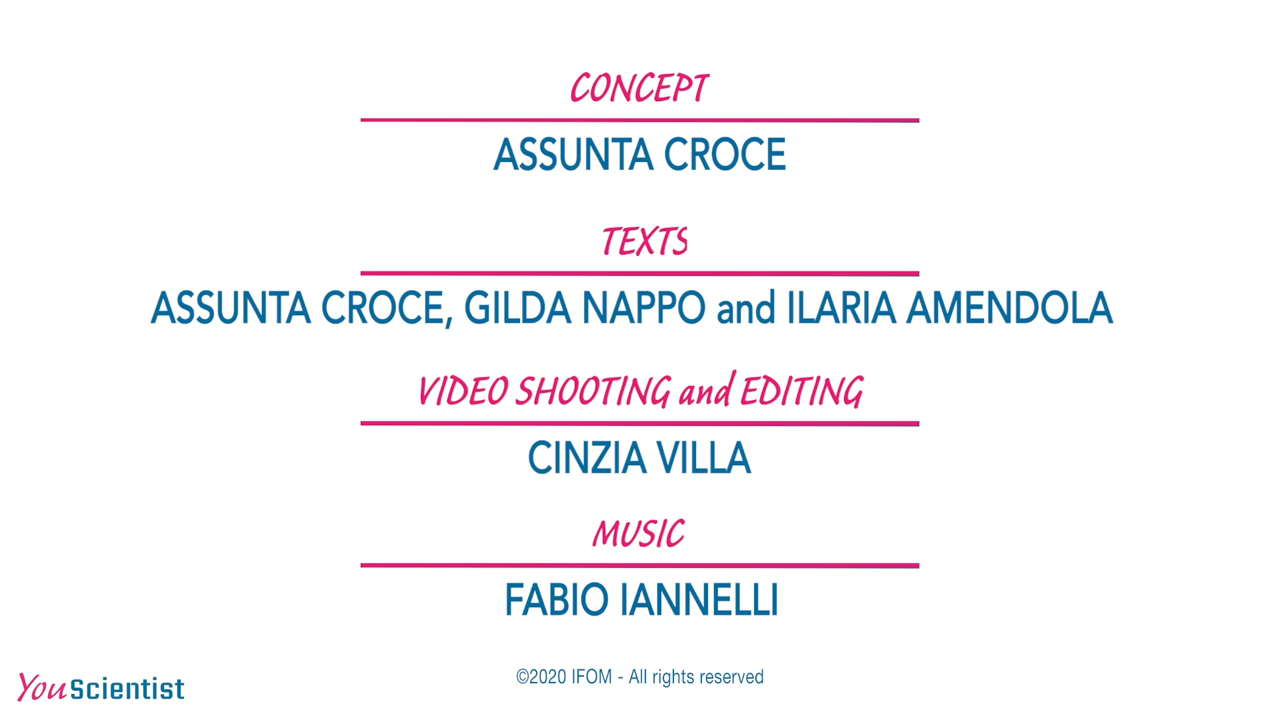 CONCEPT
ASSUNTA CROCE
TEXTS
ASSUNTA CROCE, GILDA NAPPO and ILARIA AMENDOLA
VIDEO SHOOTING and EDITING
CINZIA VILLA
MUSIC
FABIO IANNELLI
©2020 IFOM - All rights reserved
YouScientist